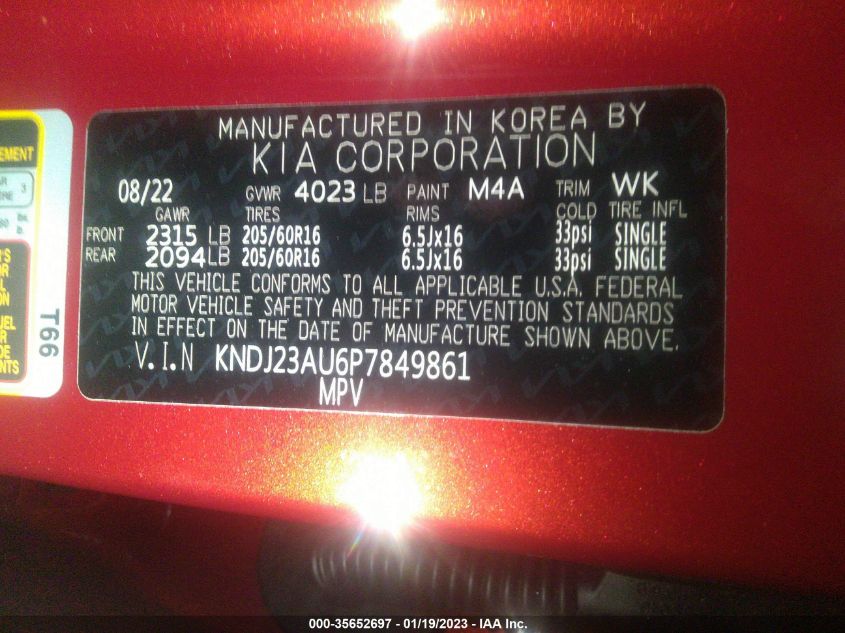 MANUFACTURED IN KOREA BY
KIA CORPORATION
08/22 GVWR 4023 LB PAINT M4A TRIM WK
GAWR TIRES RIMS COLD TIRE INFL
FRONT 2315 LB 205/60R16 6.5Jx16 33psi SINGLE
REAR 2094 LB 205/60R16 6.5Jx16 33psi SINGLE
THIS VEHICLE CONFORMS TO ALL APPLICABLE U.S.A. FEDERAL
MOTOR VEHICLE SAFETY AND THEFT PREVENTION STANDARDS
IN EFFECT ON THE DATE OF MANUFACTURE SHOWN ABOVE.
V.I.N KNDJ23AU6P7849861
MPV
T66
000-35652697 - 01/19/2023 - IAA Inc.